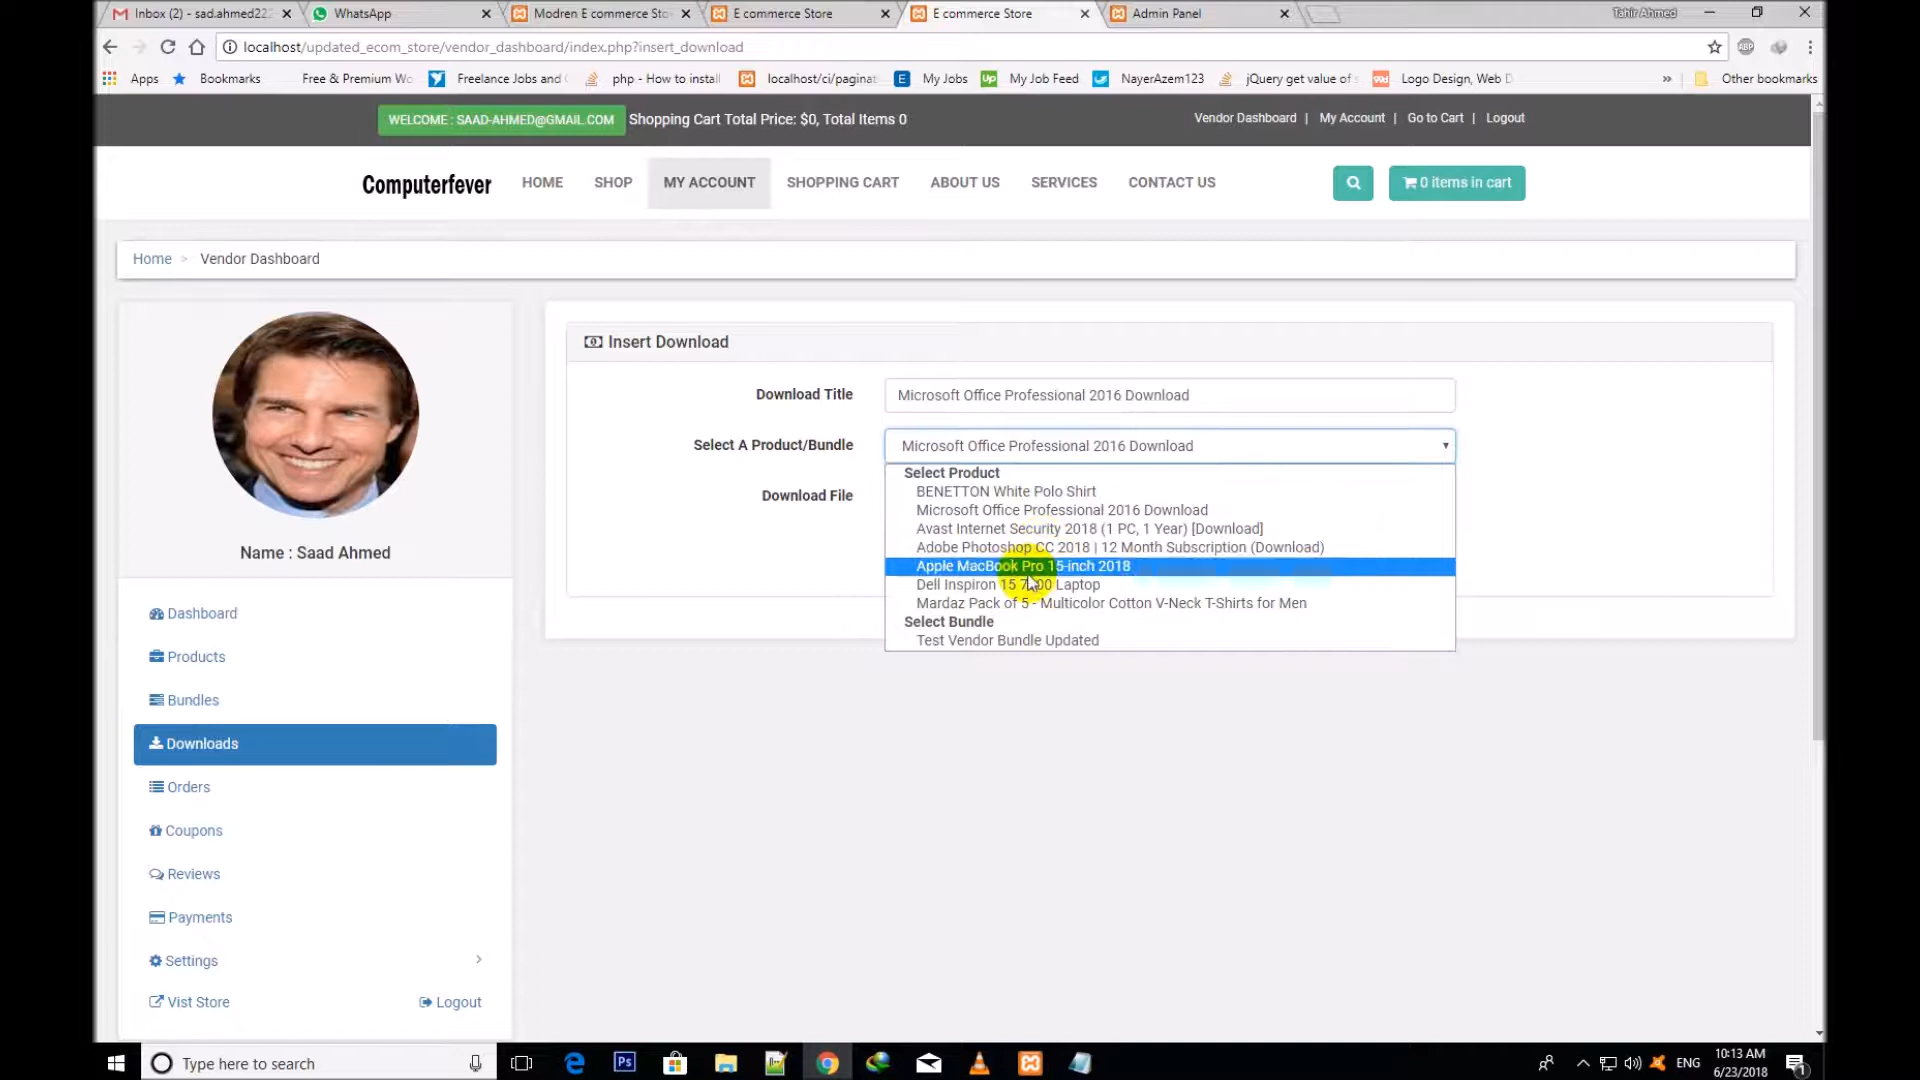 Inbox (2) - sad.ahmed22
WhatsApp
Modren E commerce Sto
E commerce Store
E commerce Store
Admin Panel
Tahir Ahmed
localhost/updated_ecom_store/vendor_dashboard/index.php?insert_download
ABP
Apps
Bookmarks
Free & Premium Wo
Freelance Jobs and
php - How to install
localhost/ci/paginat
My Jobs
Up
My Job Feed
NayerAzem123
jQuery get value of s
Logo Design, Web D
»
Other bookmarks
WELCOME : SAAD-AHMED@GMAIL.COM
Shopping Cart Total Price: $0, Total Items 0
Vendor Dashboard | My Account | Go to Cart | Logout
Computerfever
HOME
SHOP
MY ACCOUNT
SHOPPING CART
ABOUT US
SERVICES
CONTACT US
0 items in cart
Home > Vendor Dashboard
Name : Saad Ahmed
Dashboard
Products
Bundles
Downloads
Orders
Coupons
Reviews
Payments
Settings
Vist Store
Logout
Insert Download
Download Title
Microsoft Office Professional 2016 Download
Select A Product/Bundle
Microsoft Office Professional 2016 Download
Download File
Select Product
BENETTON White Polo Shirt
Microsoft Office Professional 2016 Download
Avast Internet Security 2018 (1 PC, 1 Year) [Download]
Adobe Photoshop CC 2018 | 12 Month Subscription (Download)
Apple MacBook Pro 15-inch 2018
Dell Inspiron 15 7000 Laptop
Mardaz Pack of 5 - Multicolor Cotton V-Neck T-Shirts for Men
Select Bundle
Test Vendor Bundle Updated
Type here to search
Ps
ENG
10:13 AM
6/23/2018
1